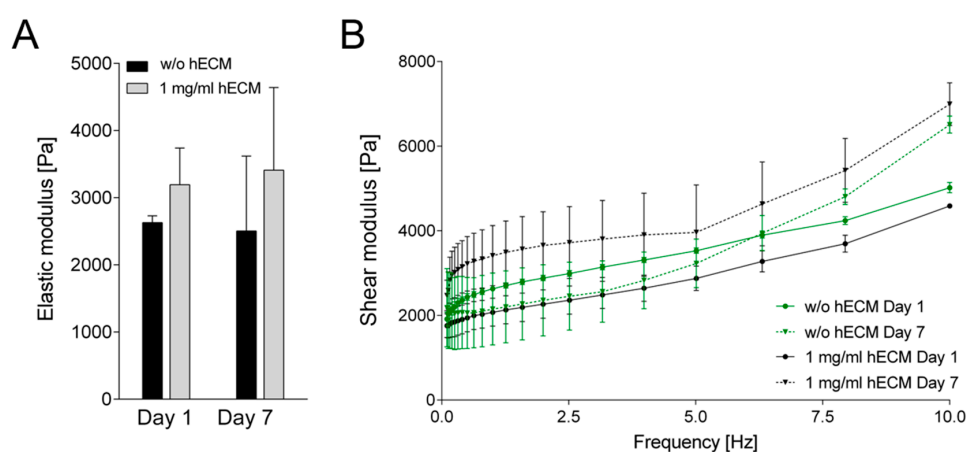 A
Elastic modulus [Pa]
5000
4000
3000
2000
1000
0
w/o hECM
1 mg/ml hECM
Day 1
Day 7
B
Shear modulus [Pa]
8000
6000
4000
2000
0
w/o hECM Day 1
w/o hECM Day 7
1 mg/ml hECM Day 1
1 mg/ml hECM Day 7
0.0
2.5
5.0
7.5
10.0
Frequency [Hz]